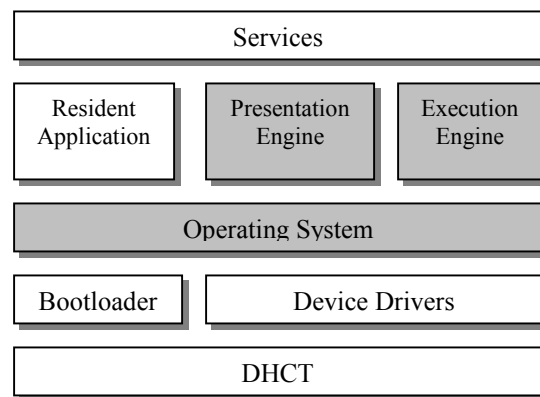 Services
Resident
Application
Presentation
Engine
Execution
Engine
Operating System
Bootloader
Device Drivers
DHCT